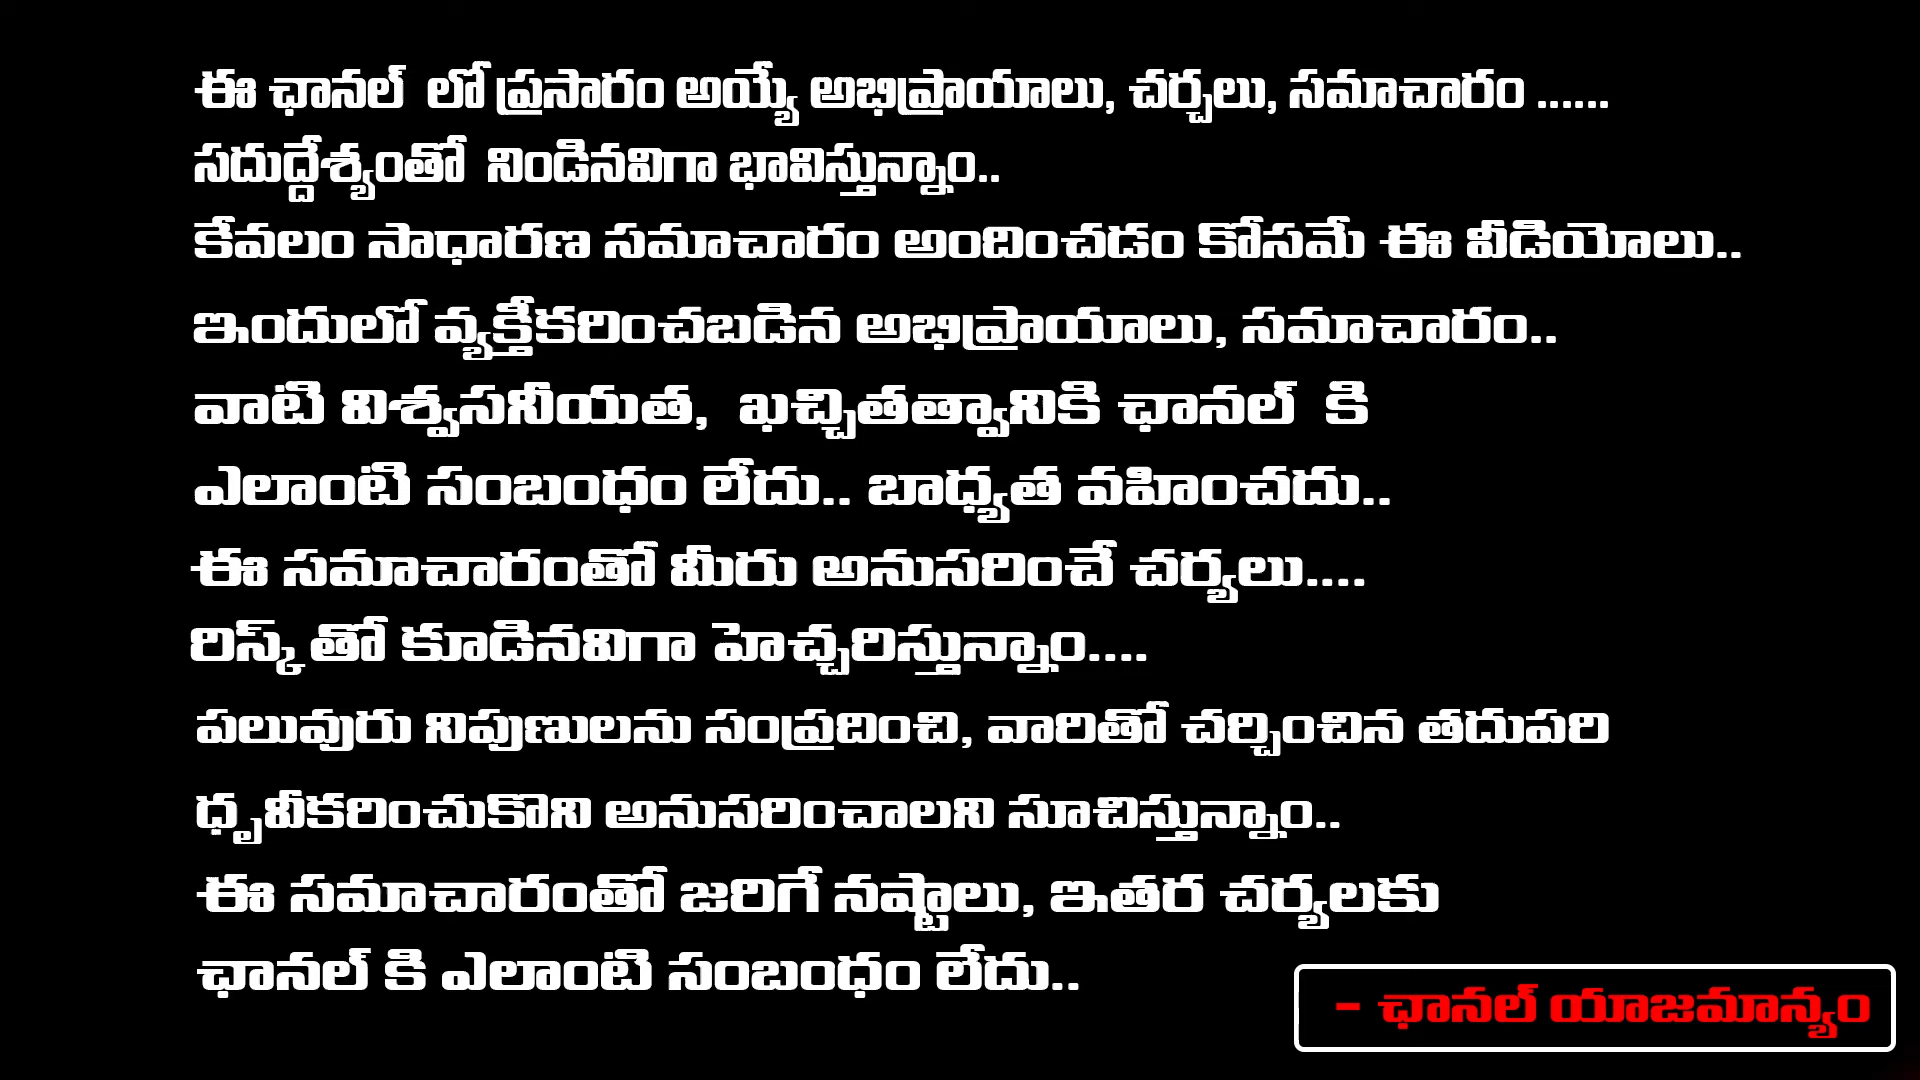 ఈ ఛానల్ లో ప్రసారం అయ్యే అభిప్రాయాలు, చర్చలు, సమాచారం ......
సదుద్దేశ్యంతో నిండినవిగా భావిస్తున్నాం..
కేవలం సాధారణ సమాచారం అందించడం కోసమే ఈ వీడియోలు..
ఇందులో వ్యక్తీకరించబడిన అభిప్రాయాలు, సమాచారం..
వాటి విశ్వసనీయత, ఖచ్చితత్వానికి ఛానల్ కి
ఎలాంటి సంబంధం లేదు.. బాధ్యత వహించదు..
ఈ సమాచారంతో మీరు అనుసరించే చర్యలు....
రిస్క్ తో కూడినవిగా హెచ్చరిస్తున్నాం....
పలువురు నిపుణులను సంప్రదించి, వారితో చర్చించిన తదుపరి
ధృవీకరించుకొని అనుసరించాలని సూచిస్తున్నాం..
ఈ సమాచారంతో జరిగే నష్టాలు, ఇతర చర్యలకు
ఛానల్ కి ఎలాంటి సంబంధం లేదు..
- ఛానల్ యాజమాన్యం